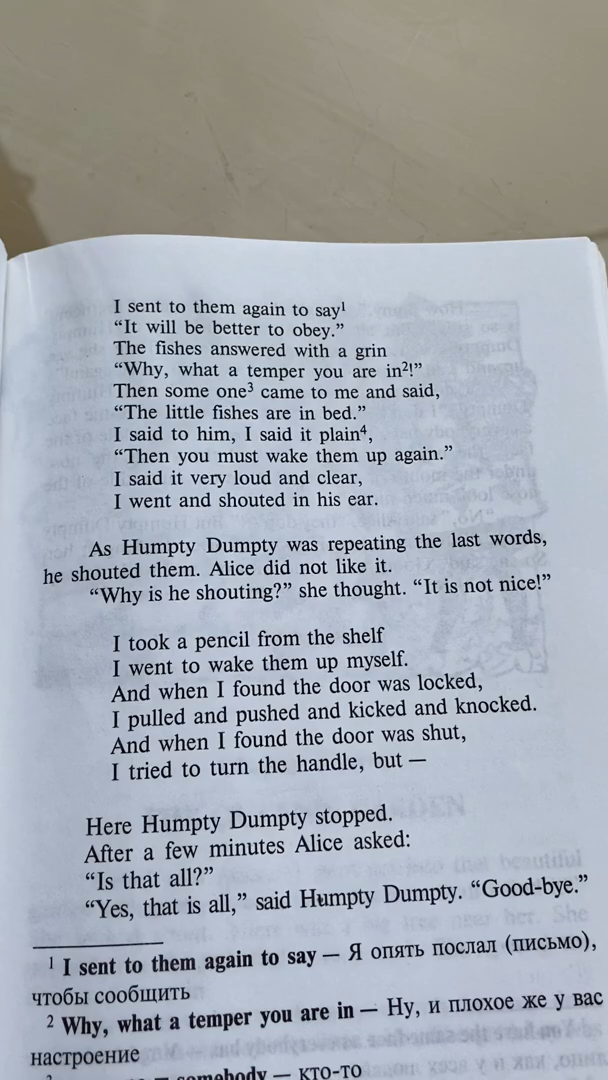 I sent to them again to say¹
“It will be better to obey.”
The fishes answered with a grin
“Why, what a temper you are in²!”
Then some one³ came to me and said,
“The little fishes are in bed.”
I said to him, I said it plain⁴,
“Then you must wake them up again.”
I said it very loud and clear,
I went and shouted in his ear.
As Humpty Dumpty was repeating the last words,
he shouted them. Alice did not like it.
“Why is he shouting?” she thought. “It is not nice!”
I took a pencil from the shelf
I went to wake them up myself.
And when I found the door was locked,
I pulled and pushed and kicked and knocked.
And when I found the door was shut,
I tried to turn the handle, but —
Here Humpty Dumpty stopped.
After a few minutes Alice asked:
“Is that all?”
“Yes, that is all,” said Humpty Dumpty. “Good-bye.”
¹ I sent to them again to say — Я опять послал (письмо),
чтобы сообщить
² Why, what a temper you are in — Ну, и плохое же у вас
настроение
— somebody — кто-то